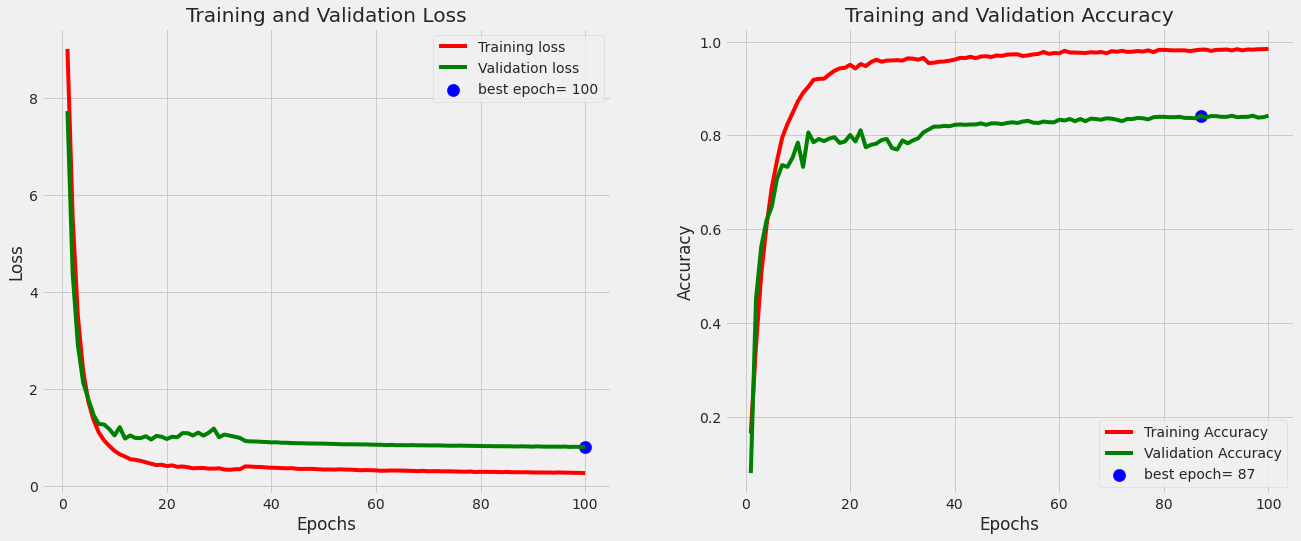 Training and Validation Loss
Training loss
Validation loss
best epoch= 100
8
6
4
2
0
Loss
0
20
40
60
80
100
Epochs
Training and Validation Accuracy
1.0
0.8
0.6
0.4
0.2
Accuracy
Training Accuracy
Validation Accuracy
best epoch= 87
0
20
40
60
80
100
Epochs